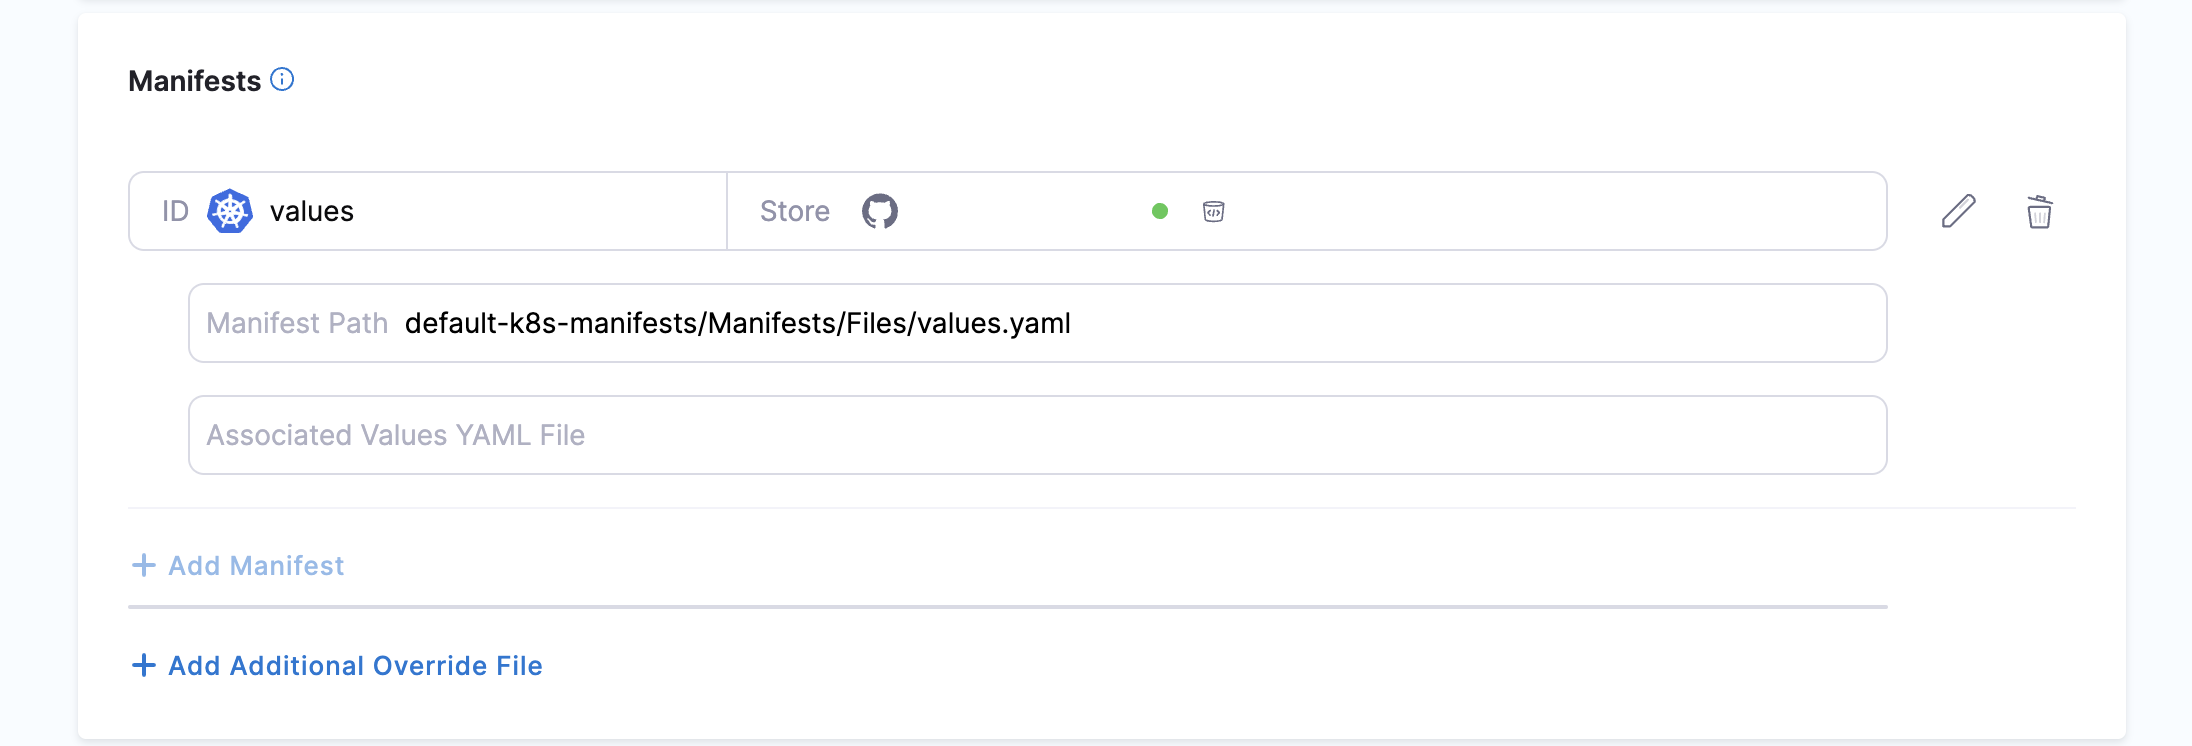 Manifests
ID values Store
Manifest Path default-k8s-manifests/Manifests/Files/values.yaml
Associated Values YAML File
+ Add Manifest
+ Add Additional Override File